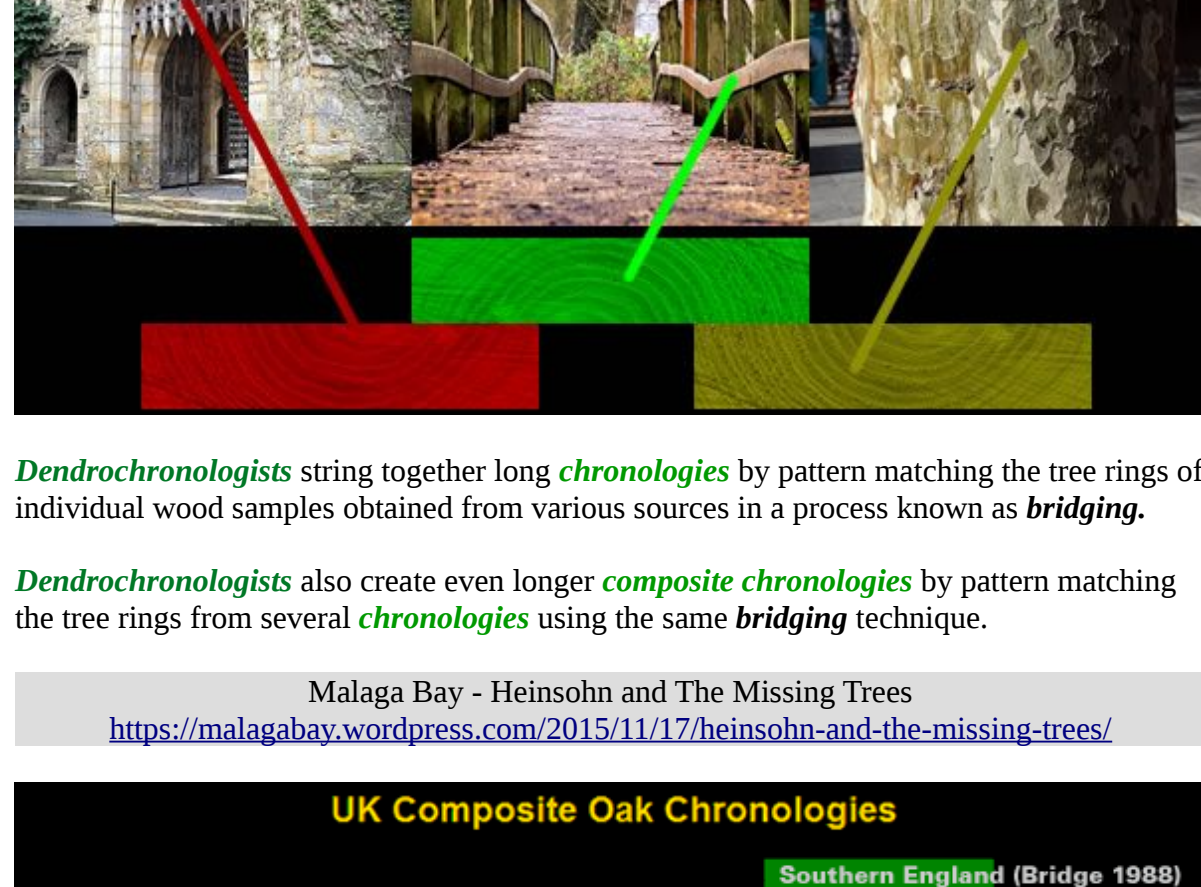 Dendrochronologists string together long chronologies by pattern matching the tree rings of
individual wood samples obtained from various sources in a process known as bridging.
Dendrochronologists also create even longer composite chronologies by pattern matching
the tree rings from several chronologies using the same bridging technique.
Malaga Bay - Heinsohn and The Missing Trees
https://malagabay.wordpress.com/2015/11/17/heinsohn-and-the-missing-trees/
UK Composite Oak Chronologies
Southern England (Bridge 1988)